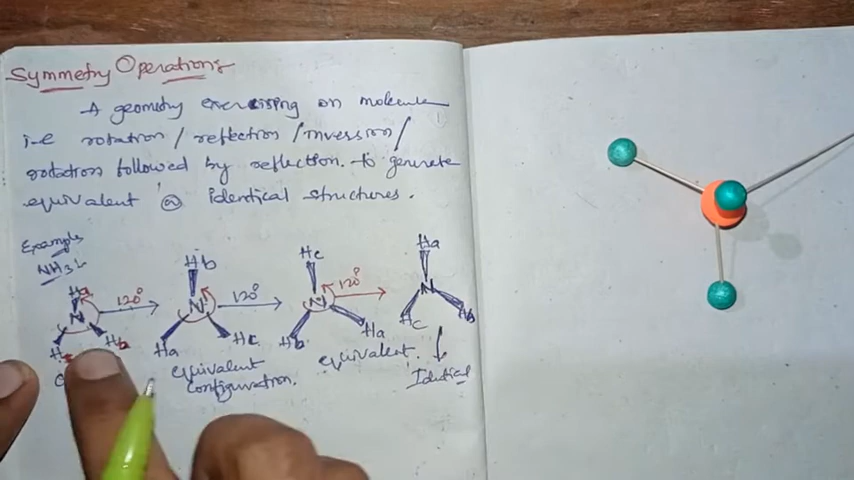 Symmetry Operations
A geometry exercising on molecule
i-e rotation / reflection / inversion /
rotation followed by reflection. to generate
equivalent @ identical structures.
Example
NH3
Ha
N
Hb
120°
Hb
N
Ha
Hc
120°
equivalent
configuration.
Hc
N
Hb
Ha
120°
equivalent.
Ha
N
Hc
Hb
Identical